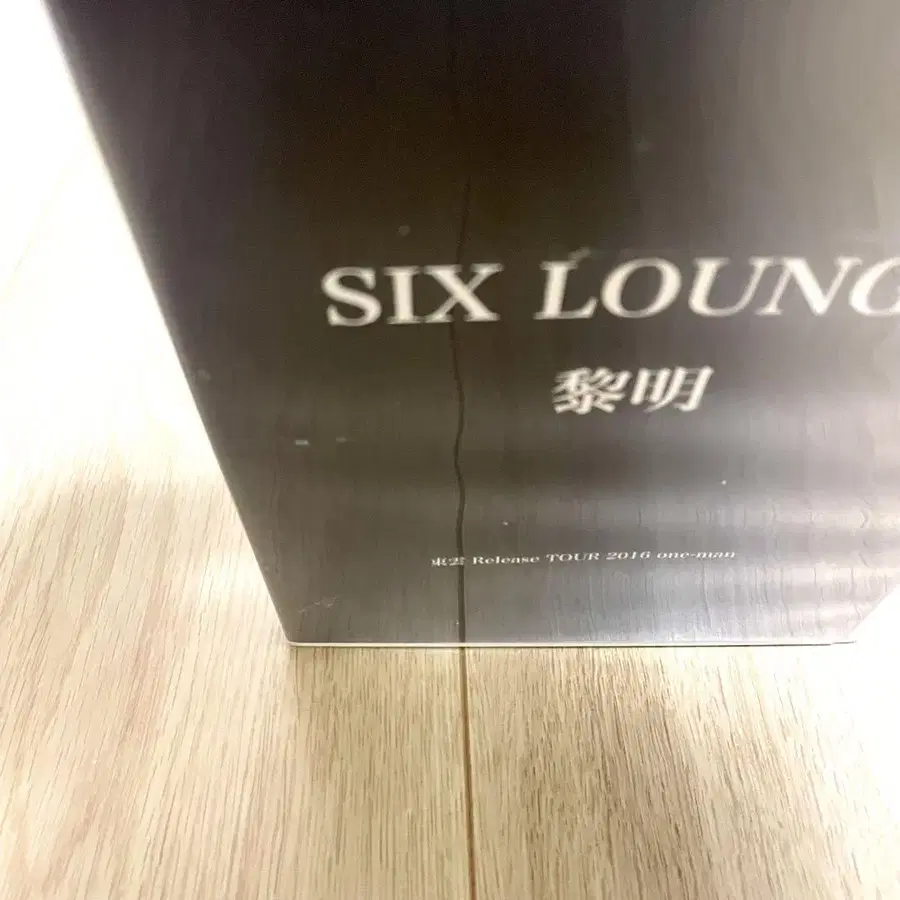 SIX LOUNG
黎明
東雲 Release TOUR 2016 one-man